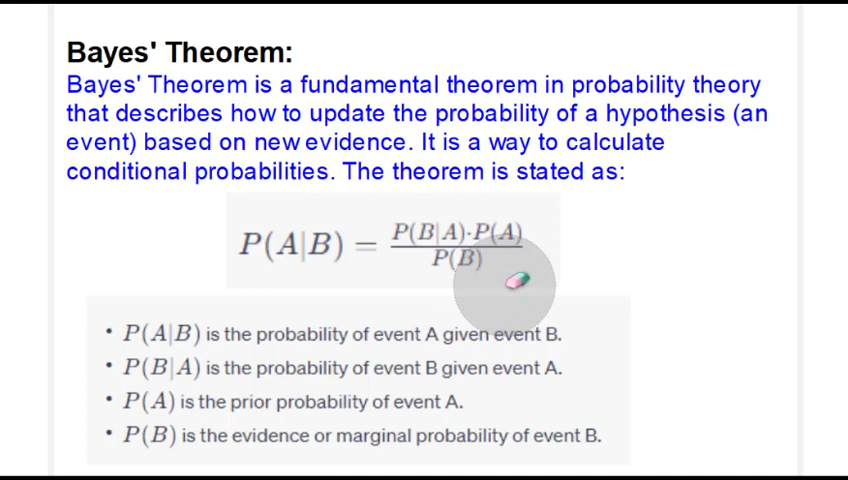 Bayes' Theorem:
Bayes' Theorem is a fundamental theorem in probability theory
that describes how to update the probability of a hypothesis (an
event) based on new evidence. It is a way to calculate
conditional probabilities. The theorem is stated as:
P(A|B) = P(B|A)·P(A) / P(B)
• P(A|B) is the probability of event A given event B.
• P(B|A) is the probability of event B given event A.
• P(A) is the prior probability of event A.
• P(B) is the evidence or marginal probability of event B.